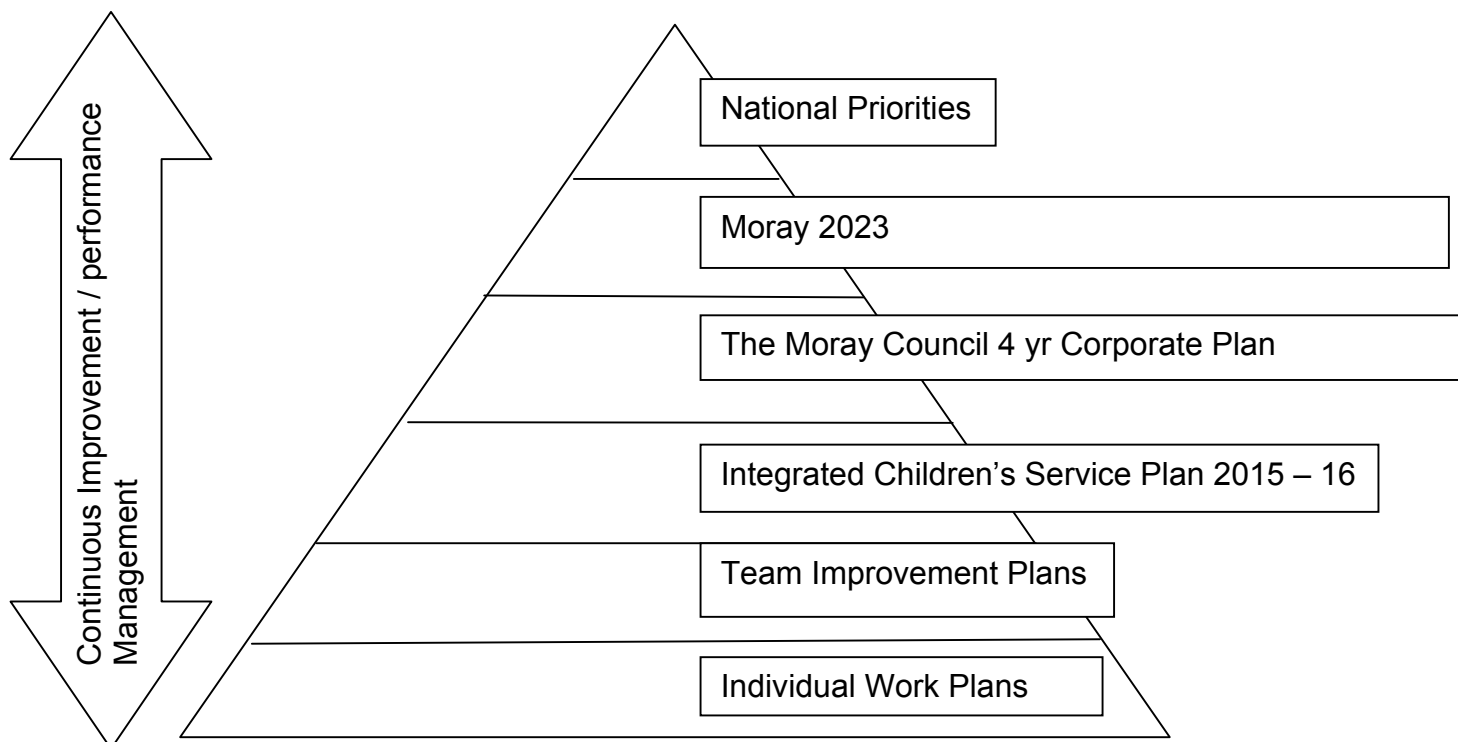 Continuous Improvement / performance
Management
National Priorities
Moray 2023
The Moray Council 4 yr Corporate Plan
Integrated Children’s Service Plan 2015 – 16
Team Improvement Plans
Individual Work Plans